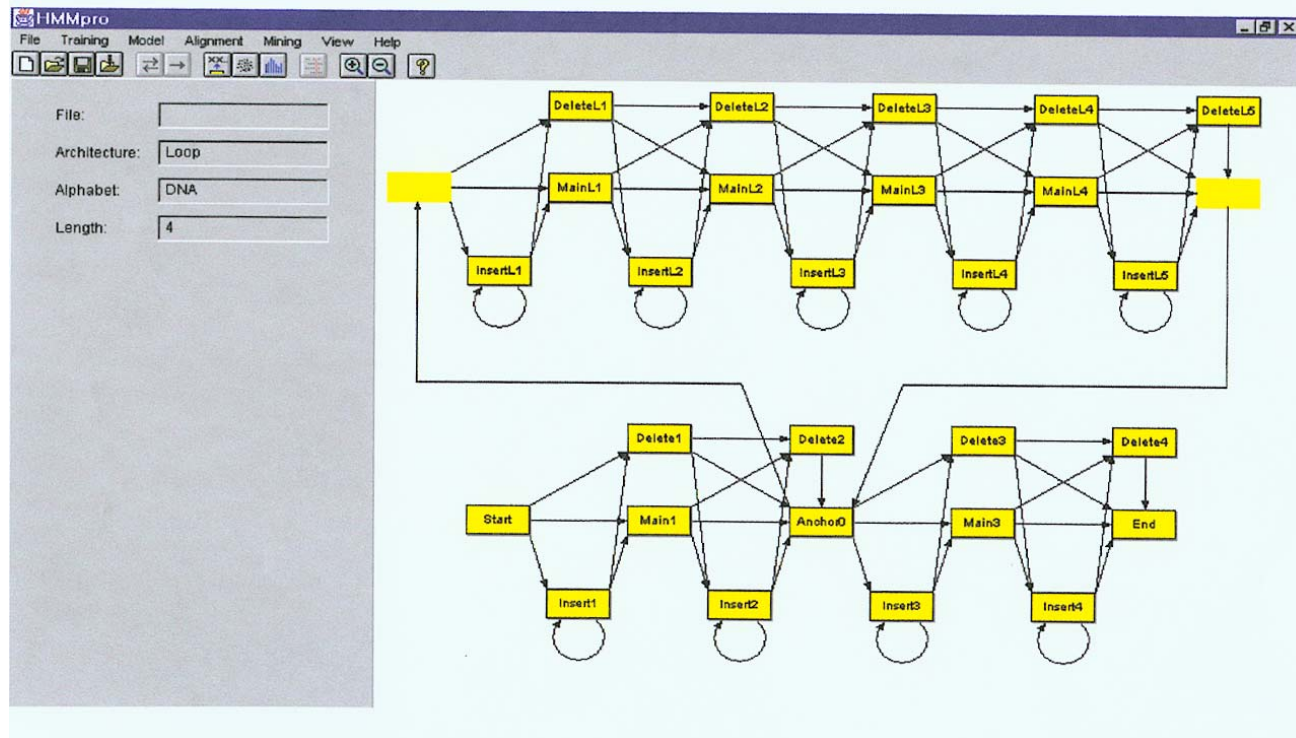 HMMpro
File Training Model Alignment Mining View Help
File:
Architecture: Loop
Alphabet: DNA
Length: 4
DeleteL1 DeleteL2 DeleteL3 DeleteL4 DeleteL5
MainL1 MainL2 MainL3 MainL4
InsertL1 InsertL2 InsertL3 InsertL4 InsertL5
Delete1 Delete2 Delete3 Delete4
Start Main1 Anchor0 Main3 End
Insert1 Insert2 Insert3 Insert4